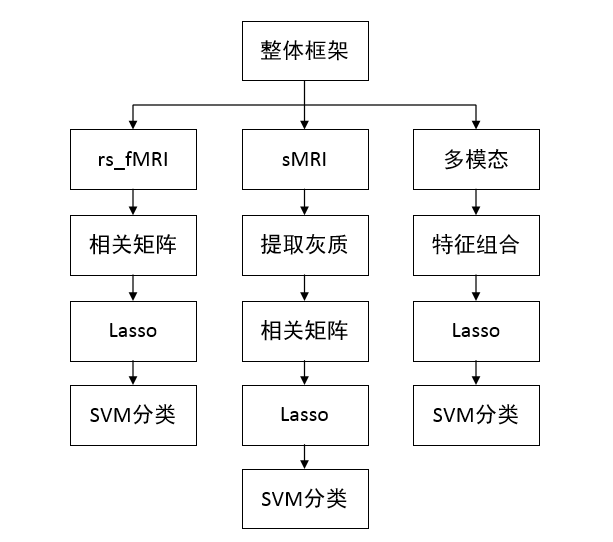 整体框架
rs_fMRI
sMRI
多模态
相关矩阵
提取灰质
特征组合
Lasso
相关矩阵
Lasso
SVM分类
Lasso
SVM分类
SVM分类